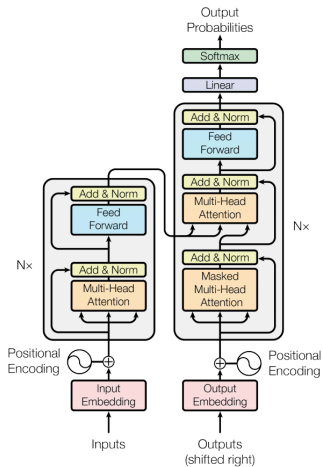 Output
Probabilities
Softmax
Linear
Add & Norm
Feed
Forward
Add & Norm
Multi-Head
Attention
Add & Norm
Masked
Multi-Head
Attention
N×
Add & Norm
Feed
Forward
Add & Norm
Multi-Head
Attention
N×
Positional
Encoding
Positional
Encoding
Input
Embedding
Output
Embedding
Inputs
Outputs
(shifted right)